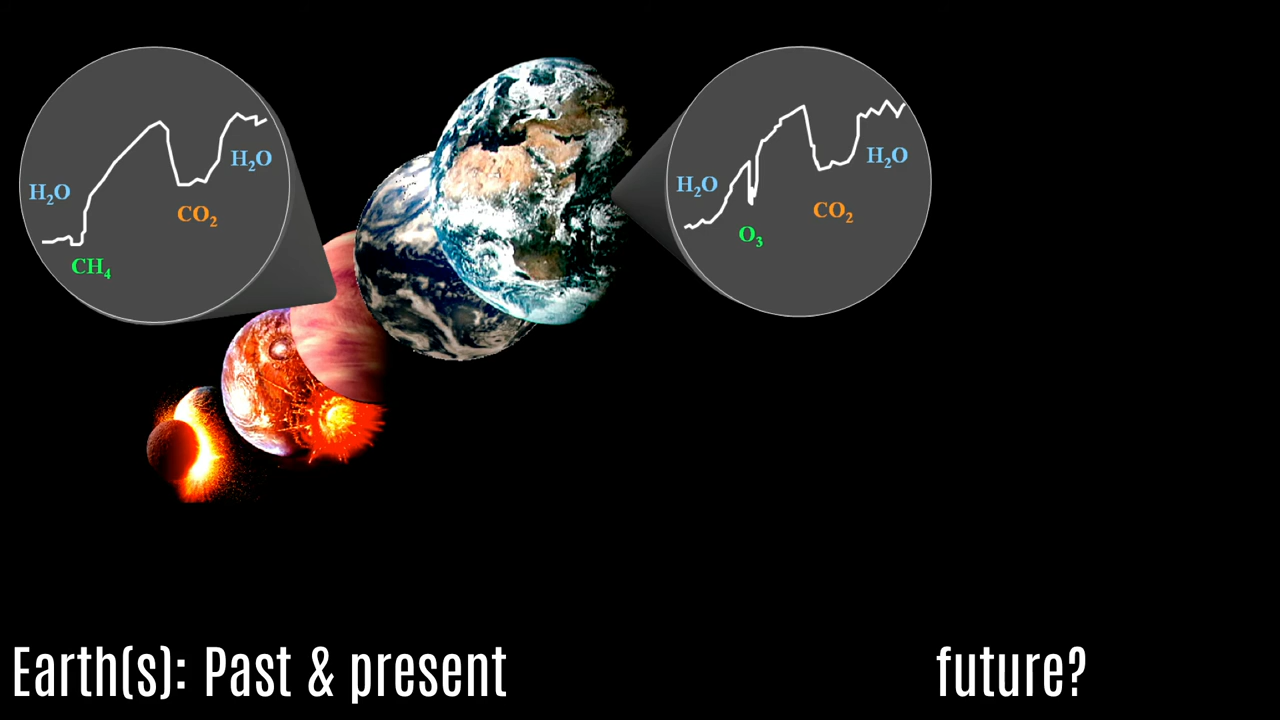 H₂O
CH₄
CO₂
H₂O
H₂O
O₃
CO₂
H₂O
Earth(s): Past & present
future?